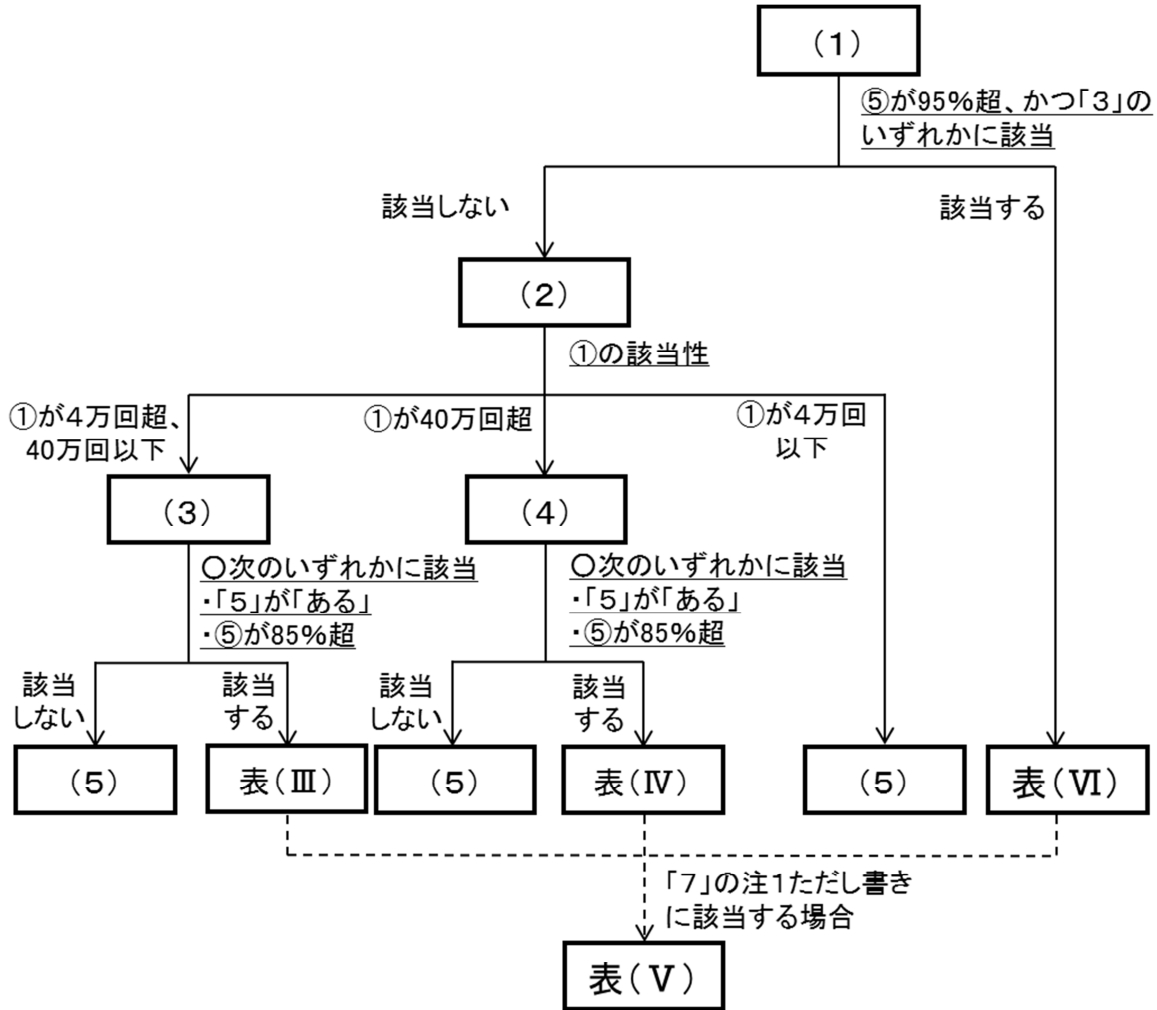 （１）
⑤が95％超、かつ「３」の
いずれかに該当
該当しない
該当する
（２）
①の該当性
①が４万回超、
40万回以下
①が40万回超
①が４万回
以下
（３）
（４）
○次のいずれかに該当
・「５」が「ある」
・⑤が85％超
○次のいずれかに該当
・「５」が「ある」
・⑤が85％超
該当
しない
該当
する
該当
しない
該当
する
（５）
表（Ⅲ）
（５）
表（Ⅳ）
（５）
表（Ⅵ）
「７」の注１ただし書き
に該当する場合
表（Ⅴ）